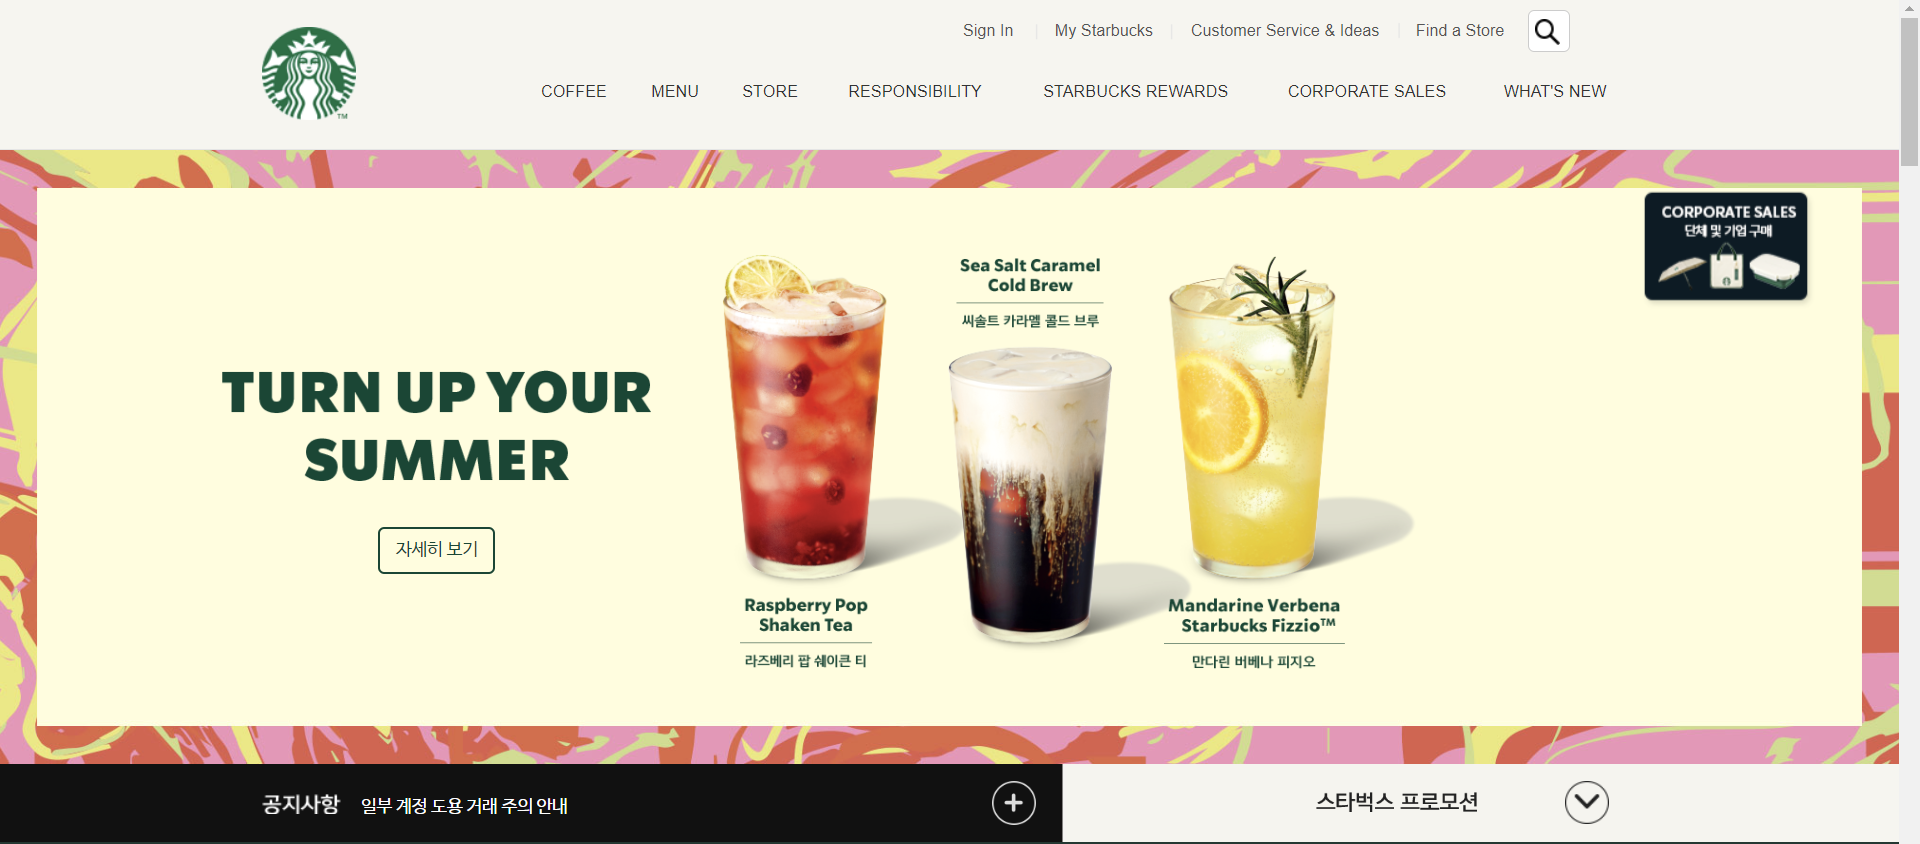 Sign In
My Starbucks
Customer Service & Ideas
Find a Store
COFFEE
MENU
STORE
RESPONSIBILITY
STARBUCKS REWARDS
CORPORATE SALES
WHAT'S NEW
TM
CORPORATE SALES
단체 및 기업 구매
TURN UP YOUR
SUMMER
자세히 보기
Sea Salt Caramel
Cold Brew
씨솔트 카라멜 콜드 브루
Raspberry Pop
Shaken Tea
라즈베리 팝 쉐이큰 티
Mandarine Verbena
Starbucks Fizzio™
만다린 버베나 피지오
공지사항
일부 계정 도용 거래 주의 안내
스타벅스 프로모션